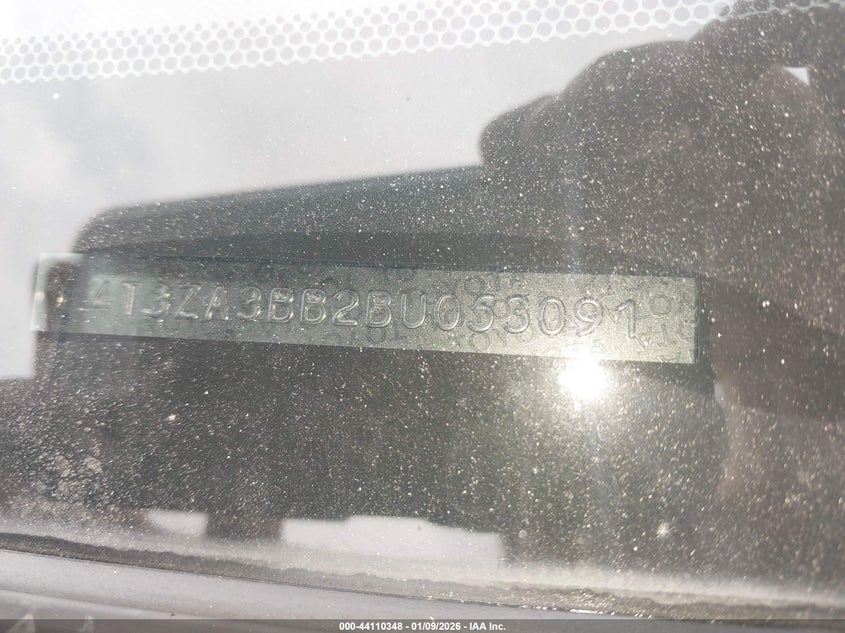 4T3ZA3BB2BU053091
000-44110348 - 01/09/2026 - IAA Inc.